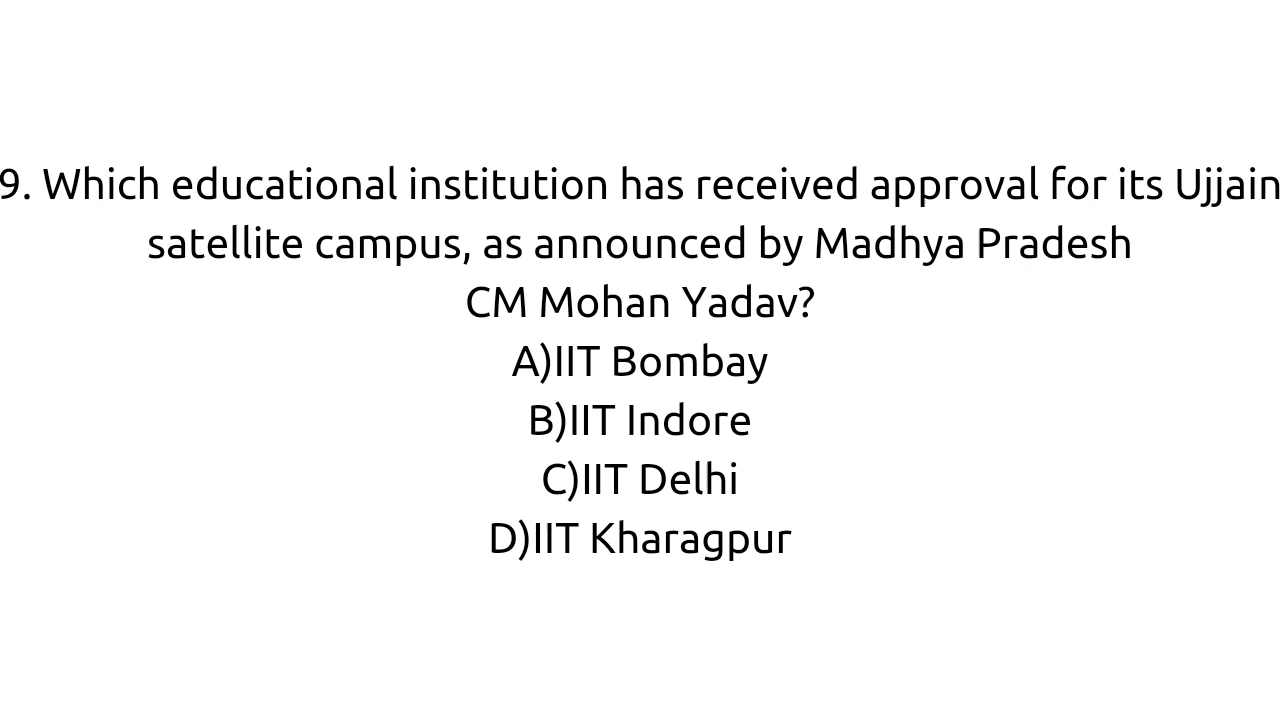 9. Which educational institution has received approval for its Ujjain
satellite campus, as announced by Madhya Pradesh
CM Mohan Yadav?
A)IIT Bombay
B)IIT Indore
C)IIT Delhi
D)IIT Kharagpur